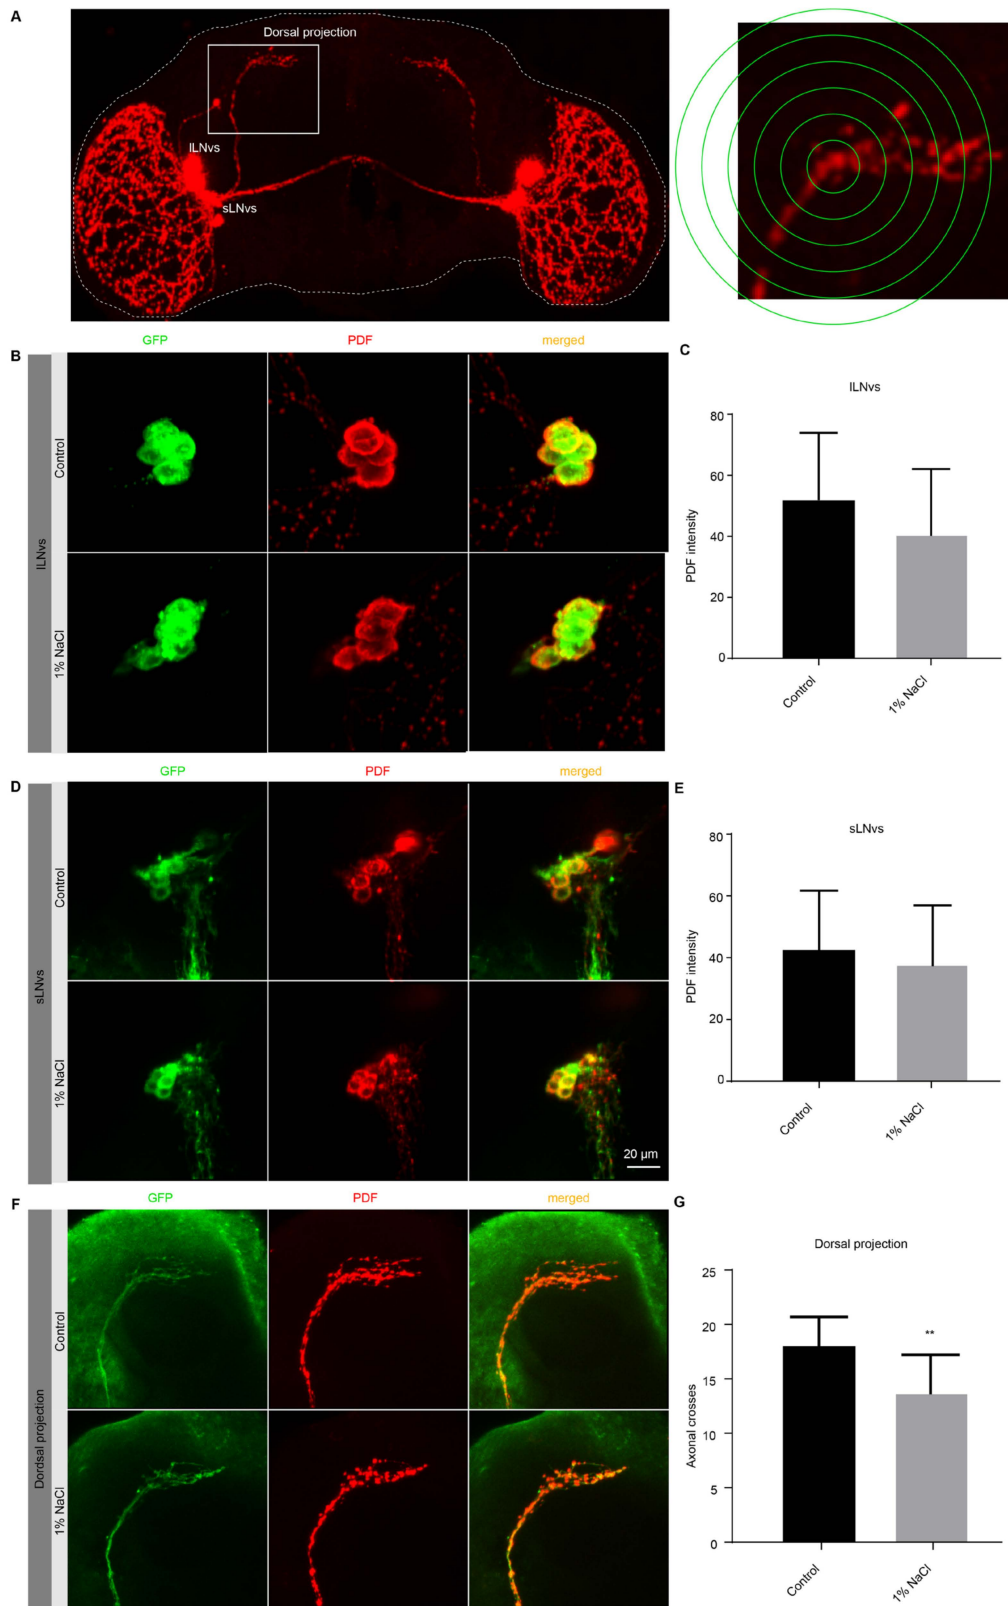 A
Dorsal projection
lLNvs
sLNvs
B
GFP
PDF
merged
lLNvs
Control
1% NaCl
C
lLNvs
PDF intensity
80
60
40
20
0
Control
1% NaCl
D
GFP
PDF
merged
sLNvs
Control
1% NaCl
20 µm
E
sLNvs
PDF intensity
80
60
40
20
0
Control
1% NaCl
F
GFP
PDF
merged
Dordsal projection
Control
1% NaCl
G
Dorsal projection
Axonal crosses
25
20
15
10
5
0
**
Control
1% NaCl